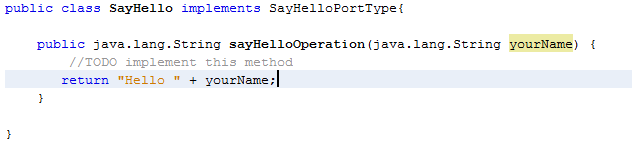 public class SayHello implements SayHelloPortType{
public java.lang.String sayHelloOperation(java.lang.String yourName) {
//TODO implement this method
return "Hello " + yourName;
}
}